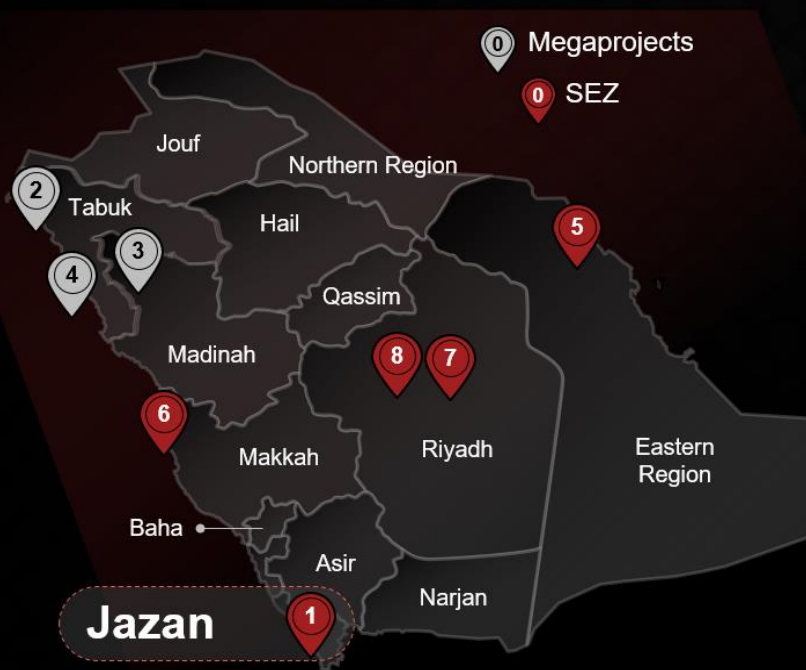 0 Megaprojects
0 SEZ
Jouf
Northern Region
2
Tabuk
Hail
3
5
4
Qassim
Madinah
8
7
6
Makkah
Riyadh
Eastern
Region
Baha
Asir
Narjan
Jazan
1